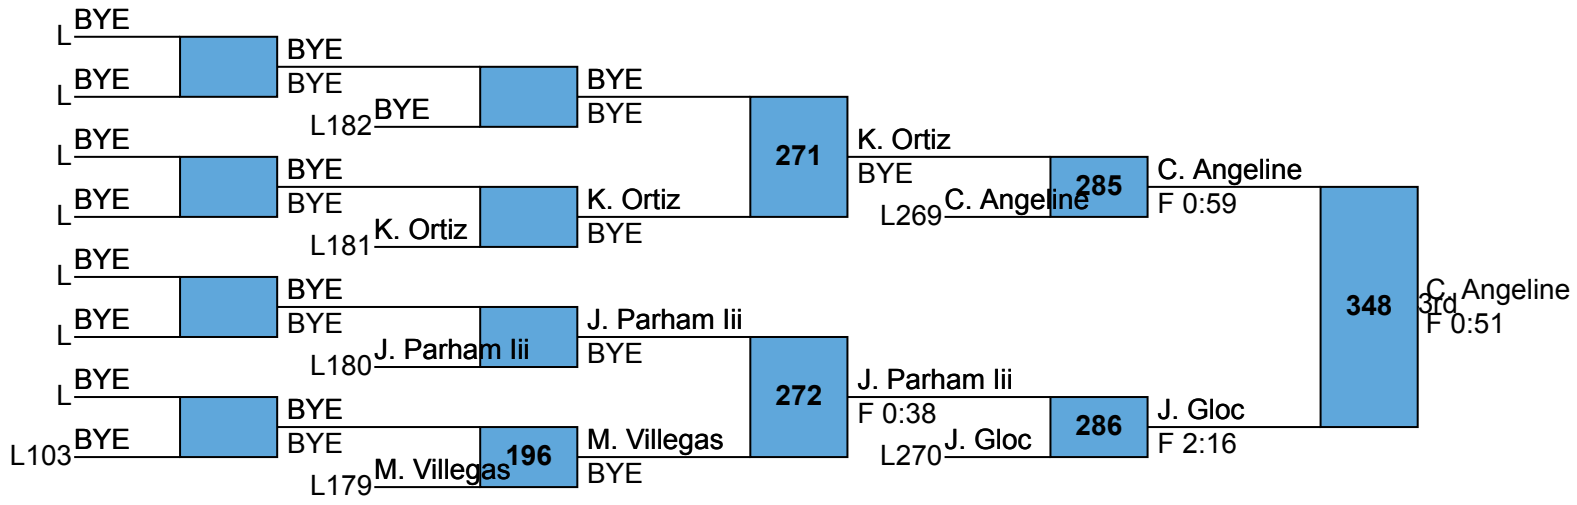 BYE
L
BYE
BYE
BYE
L
BYE
BYE
L182
BYE
BYE
L
271
K. Ortiz
BYE
BYE
285
C. Angeline
F 0:59
BYE
BYE
L
K. Ortiz
BYE
L181
K. Ortiz
L269
C. Angeline
BYE
L
BYE
BYE
BYE
L
J. Parham Iii
BYE
L180
J. Parham Iii
348
3rd
C. Angeline
F 0:51
BYE
L
272
J. Parham Iii
F 0:38
286
J. Gloc
F 2:16
BYE
BYE
BYE
L103
196
M. Villegas
BYE
L179
M. Villegas
L270
J. Gloc